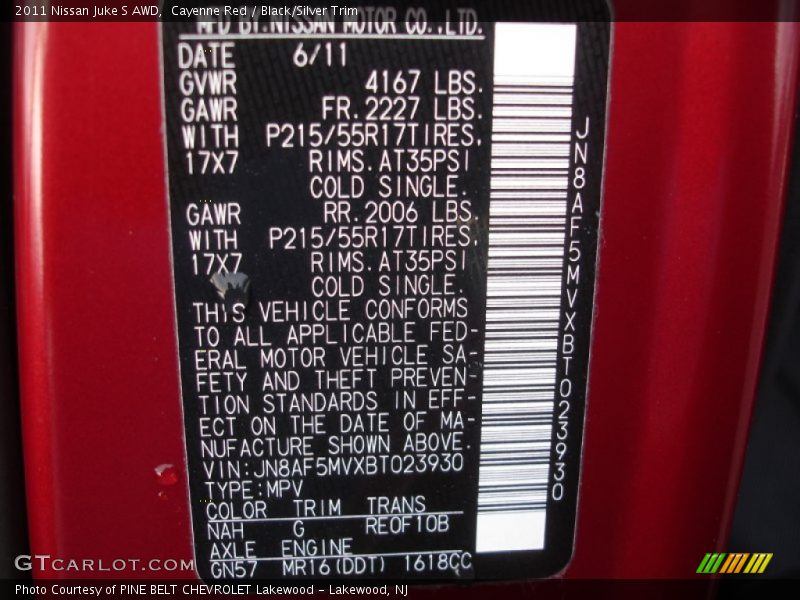 2011 Nissan Juke S AWD, Cayenne Red / Black/Silver Trim
MFD BY:NISSAN MOTOR CO.,LTD.
DATE 6/11
GVWR 4167 LBS.
GAWR FR.2227 LBS.
WITH P215/55R17TIRES,
17X7 RIMS.AT35PSI
COLD SINGLE.
GAWR RR.2006 LBS.
WITH P215/55R17TIRES,
17X7 RIMS.AT35PSI
COLD SINGLE.
THIS VEHICLE CONFORMS
TO ALL APPLICABLE FED-
ERAL MOTOR VEHICLE SA-
FETY AND THEFT PREVEN-
TION STANDARDS IN EFF-
ECT ON THE DATE OF MA-
NUFACTURE SHOWN ABOVE.
VIN:JN8AF5MVXBT023930
TYPE:MPV
COLOR TRIM TRANS
NAH G RE0F10B
AXLE ENGINE
GN57 MR16(DDT) 1618CC
JN8AF5MVXBT023930
GTCARLOT.COM
Photo Courtesy of PINE BELT CHEVROLET Lakewood - Lakewood, NJ